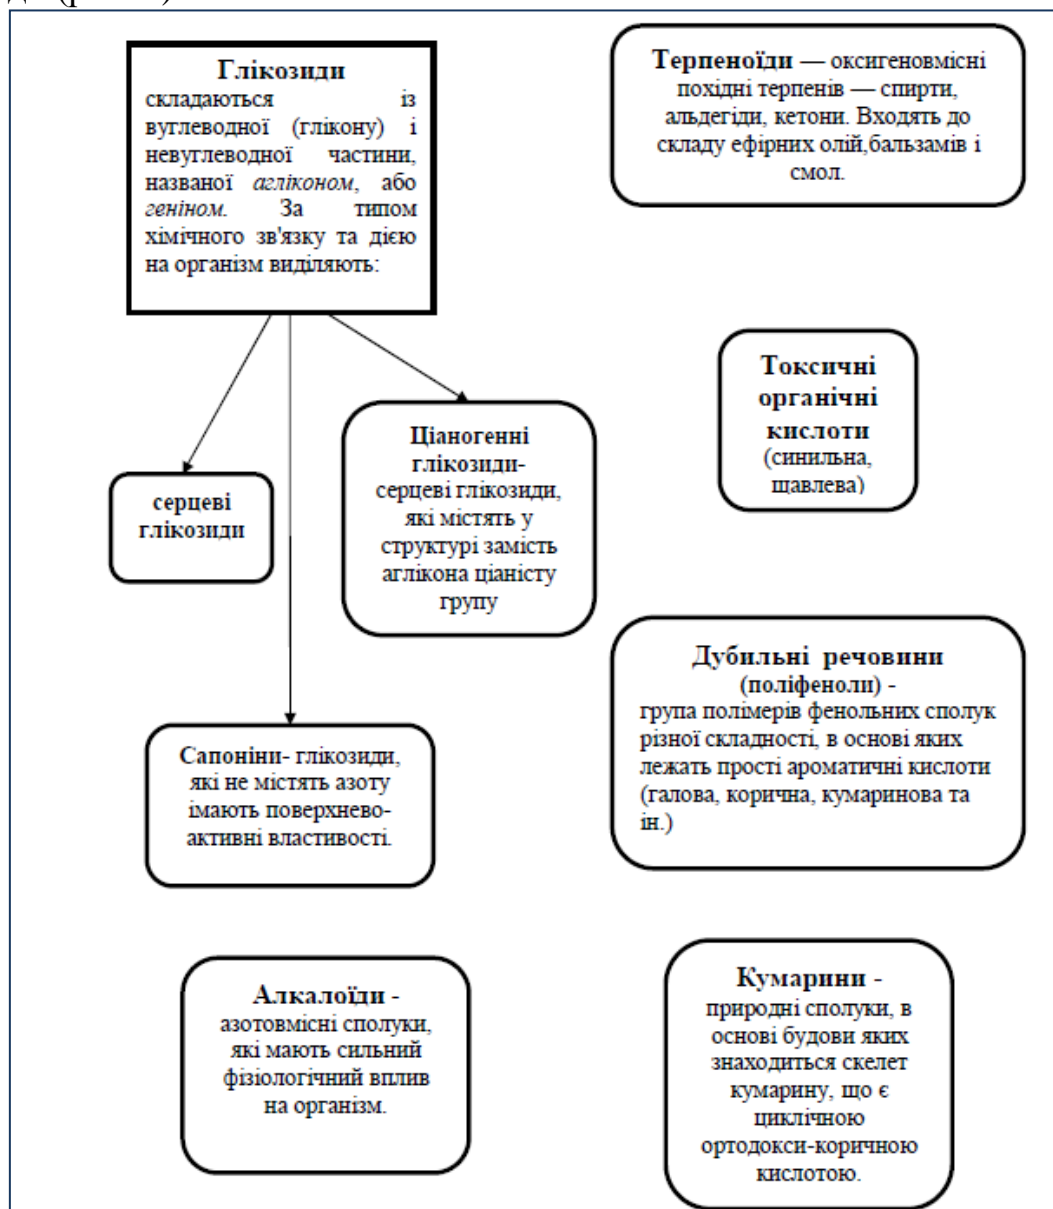 Глікозиди
складаються із
вуглеводної (глікону) і
невуглеводної частини,
названої агліконом, або
геніном. За типом
хімічного зв'язку та дією
на організм виділяють:
Терпеноїди — оксигеновмісні
похідні терпенів — спирти,
альдегіди, кетони. Входять до
складу ефірних олій,бальзамів і
смол.
Токсичні
органічні
кислоти
(синильна,
щавлева)
Ціаногенні
глікозиди-
серцеві глікозиди,
які містять у
структурі замість
аглікона ціаністу
групу
серцеві
глікозиди
Дубильні речовини
(поліфеноли) -
група полімерів фенольних сполук
різної складності, в основі яких
лежать прості ароматичні кислоти
(галова, корична, кумаринова та
ін.)
Сапоніни- глікозиди,
які не містять азоту
імають поверхнево-
активні властивості.
Алкалоїди -
азотовмісні сполуки,
які мають сильний
фізіологічний вплив
на організм.
Кумарини -
природні сполуки, в
основі будови яких
знаходиться скелет
кумарину, що є
циклічною
ортодокси-коричною
кислотою.